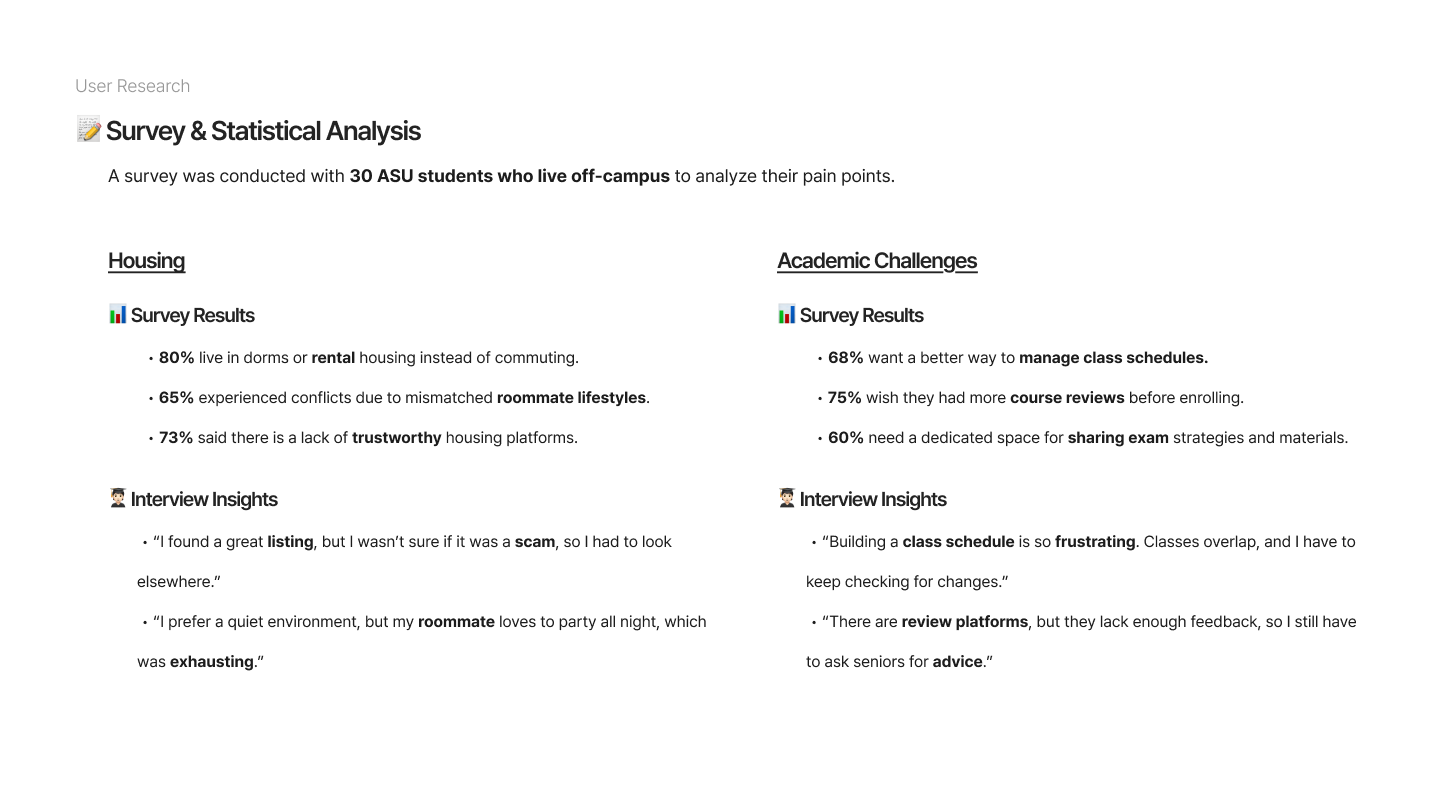 User Research
📝 Survey & Statistical Analysis
A survey was conducted with 30 ASU students who live off-campus to analyze their pain points.
Housing
📊 Survey Results
• 80% live in dorms or rental housing instead of commuting.
• 65% experienced conflicts due to mismatched roommate lifestyles.
• 73% said there is a lack of trustworthy housing platforms.
👨🏻‍🎓 Interview Insights
• “I found a great listing, but I wasn’t sure if it was a scam, so I had to look
elsewhere.”
• “I prefer a quiet environment, but my roommate loves to party all night, which
was exhausting.”
Academic Challenges
📊 Survey Results
• 68% want a better way to manage class schedules.
• 75% wish they had more course reviews before enrolling.
• 60% need a dedicated space for sharing exam strategies and materials.
👨🏻‍🎓 Interview Insights
• “Building a class schedule is so frustrating. Classes overlap, and I have to
keep checking for changes.”
• “There are review platforms, but they lack enough feedback, so I still have
to ask seniors for advice.”